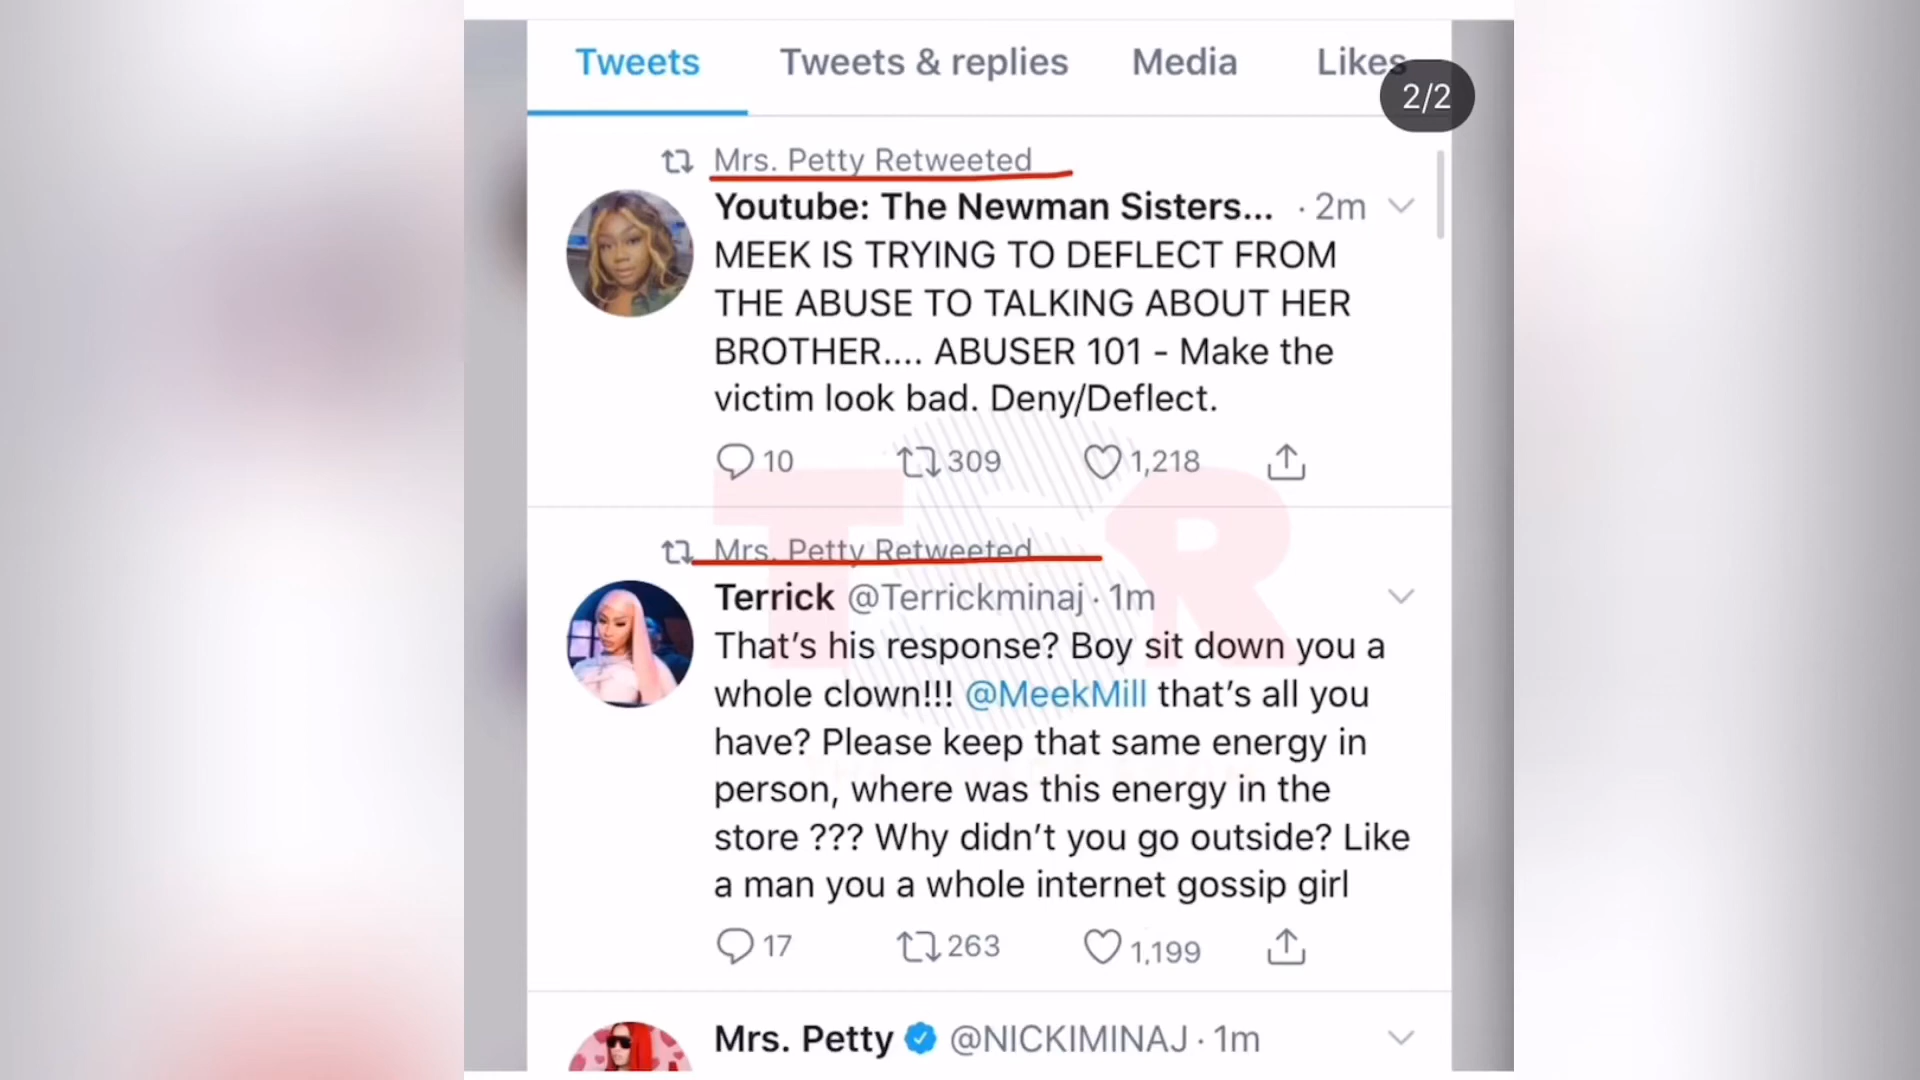 Tweets Tweets & replies Media Likes
2/2
Mrs. Petty Retweeted
Youtube: The Newman Sisters... · 2m
MEEK IS TRYING TO DEFLECT FROM
THE ABUSE TO TALKING ABOUT HER
BROTHER.... ABUSER 101 - Make the
victim look bad. Deny/Deflect.
10 309 1,218
Mrs. Petty Retweeted
Terrick @Terrickminaj · 1m
That’s his response? Boy sit down you a
whole clown!!! @MeekMill that’s all you
have? Please keep that same energy in
person, where was this energy in the
store ??? Why didn’t you go outside? Like
a man you a whole internet gossip girl
17 263 1,199
Mrs. Petty @NICKIMINAJ · 1m
TSR